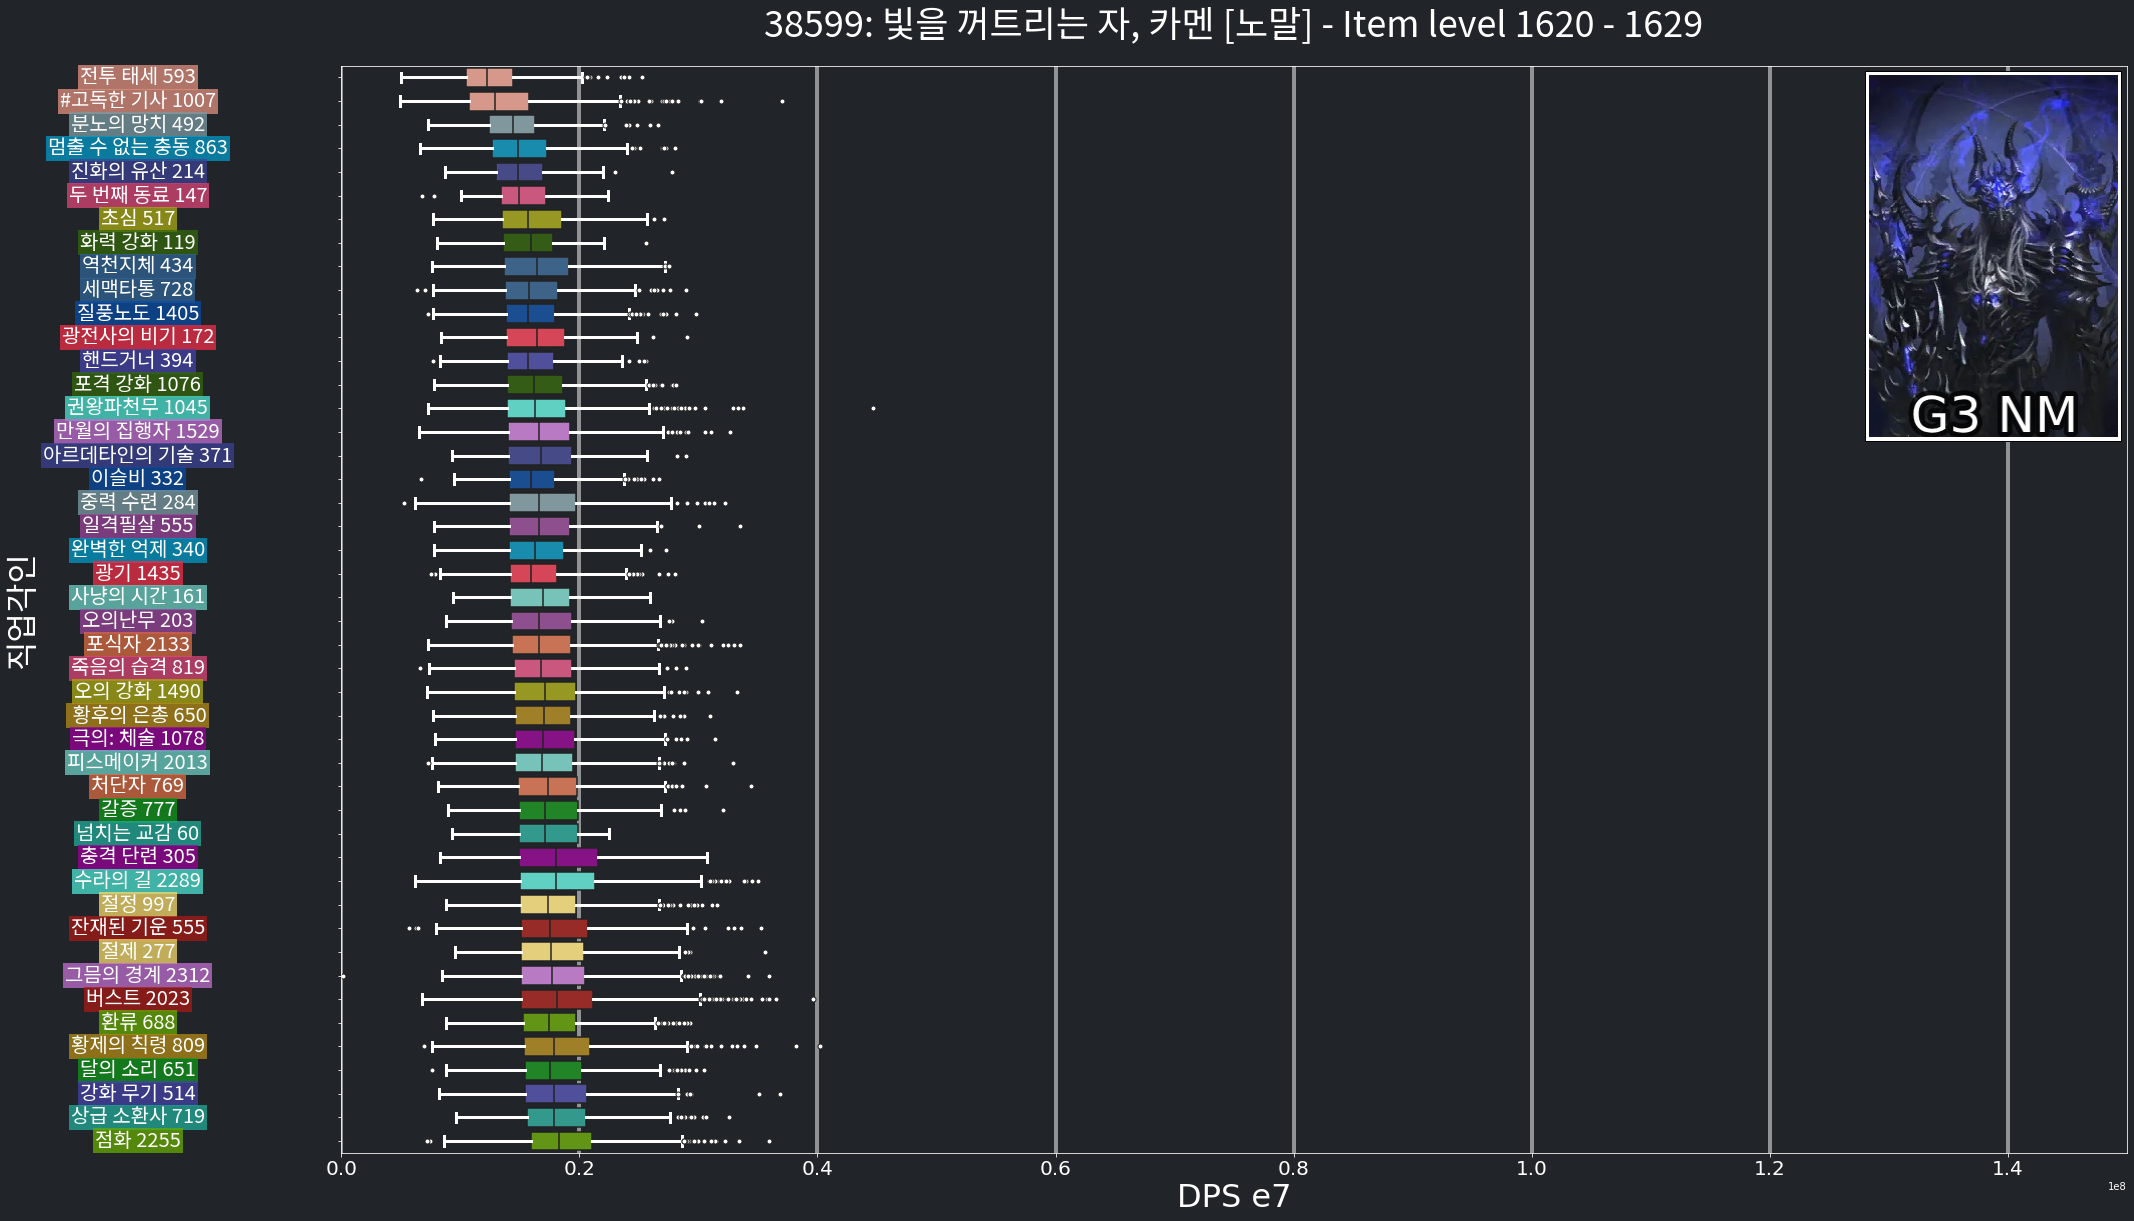 38599: 빛을 꺼트리는 자, 카멘 [노말] - Item level 1620 - 1629
전투 태세 593
#고독한 기사 1007
분노의 망치 492
멈출 수 없는 충동 863
진화의 유산 214
두 번째 동료 147
초심 517
화력 강화 119
역천지체 434
세맥타통 728
질풍노도 1405
광전사의 비기 172
핸드거너 394
포격 강화 1076
권왕파천무 1045
만월의 집행자 1529
아르데타인의 기술 371
이슬비 332
중력 수련 284
일격필살 555
완벽한 억제 340
광기 1435
사냥의 시간 161
오의난무 203
포식자 2133
죽음의 습격 819
오의 강화 1490
황후의 은총 650
극의: 체술 1078
피스메이커 2013
처단자 769
갈증 777
넘치는 교감 60
충격 단련 305
수라의 길 2289
절정 997
잔재된 기운 555
절제 277
그믐의 경계 2312
버스트 2023
환류 688
황제의 칙령 809
달의 소리 651
강화 무기 514
상급 소환사 719
점화 2255
직업각인
G3 NM
0.0 0.2 0.4 0.6 0.8 1.0 1.2 1.4
1e8
DPS e7